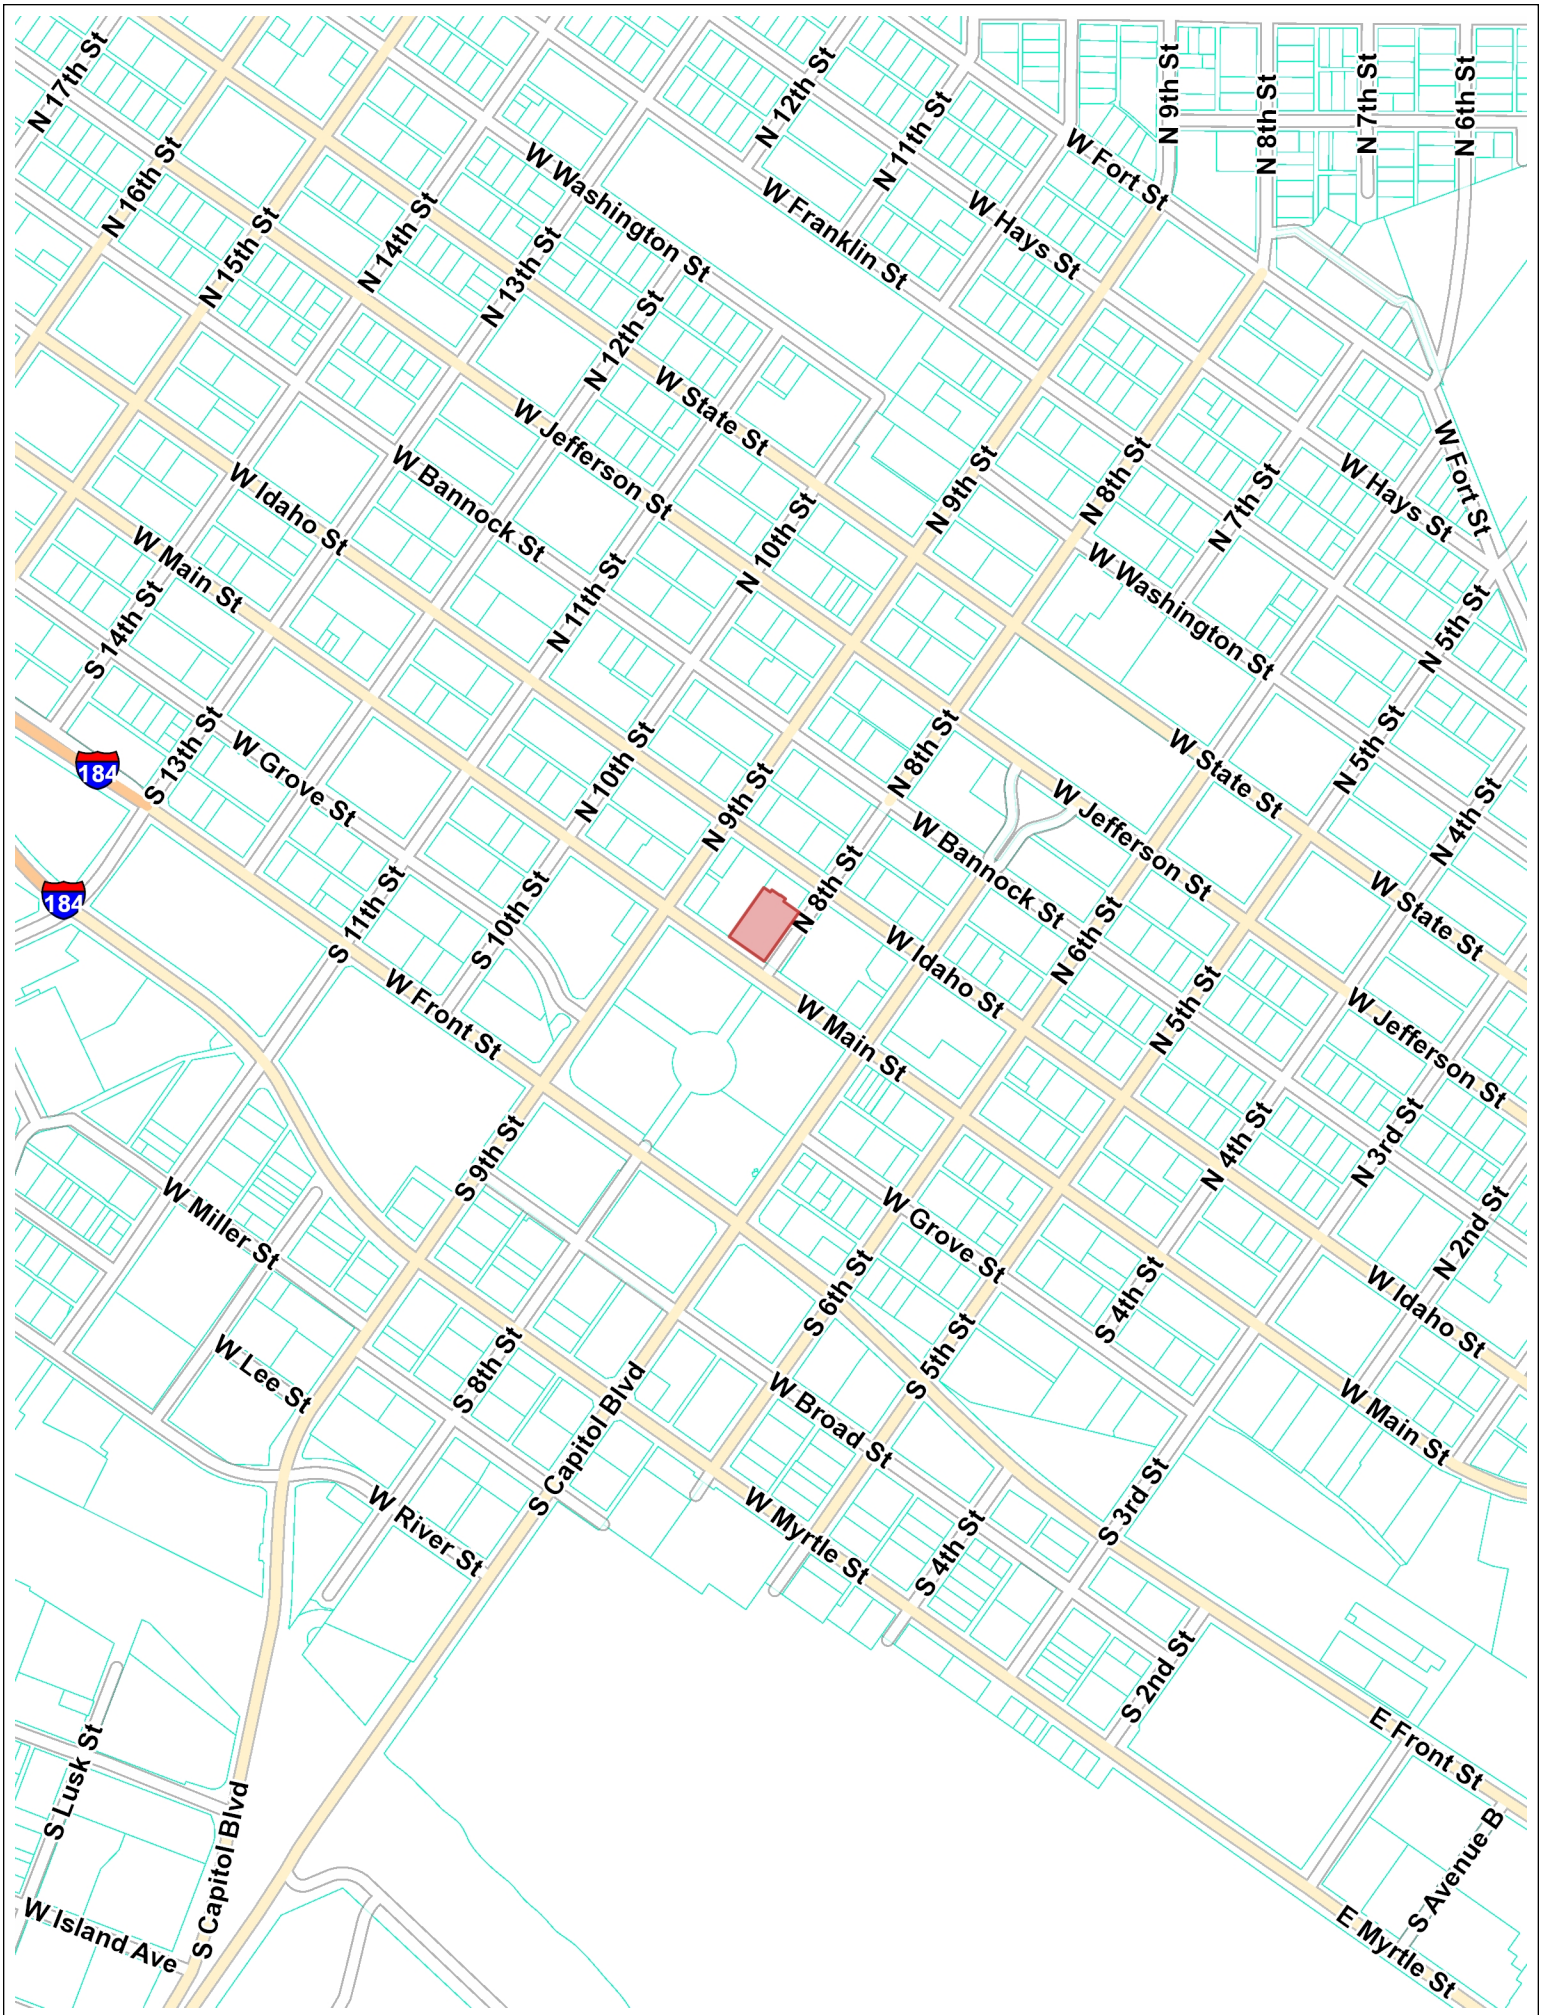 N 17th St
N 12th St
N 9th St
N 8th St
N 7th St
N 6th St
N 11th St
W Fort St
N 16th St
W Washington St
N 15th St
N 14th St
N 13th St
W Franklin St
W Hays St
N 12th St
W State St
W Jefferson St
W Bannock St
W Idaho St
W Main St
N 9th St
N 8th St
N 7th St
W Hays St
W Fort St
N 10th St
N 11th St
W Washington St
N 5th St
S 14th St
S 13th St
184
W Grove St
N 10th St
N 9th St
N 8th St
W State St
N 5th St
N 4th St
W Jefferson St
W Bannock St
184
S 11th St
S 10th St
N 8th St
W Idaho St
N 6th St
W State St
W Front St
W Main St
N 5th St
W Jefferson St
S 9th St
N 4th St
N 3rd St
N 2nd St
W Miller St
W Grove St
S 6th St
S 4th St
W Idaho St
W Lee St
S 8th St
S Capitol Blvd
S 5th St
W Broad St
W Main St
W River St
W Myrtle St
S 4th St
S 3rd St
S 2nd St
S Lusk St
E Front St
S Capitol Blvd
S Avenue B
W Island Ave
E Myrtle St